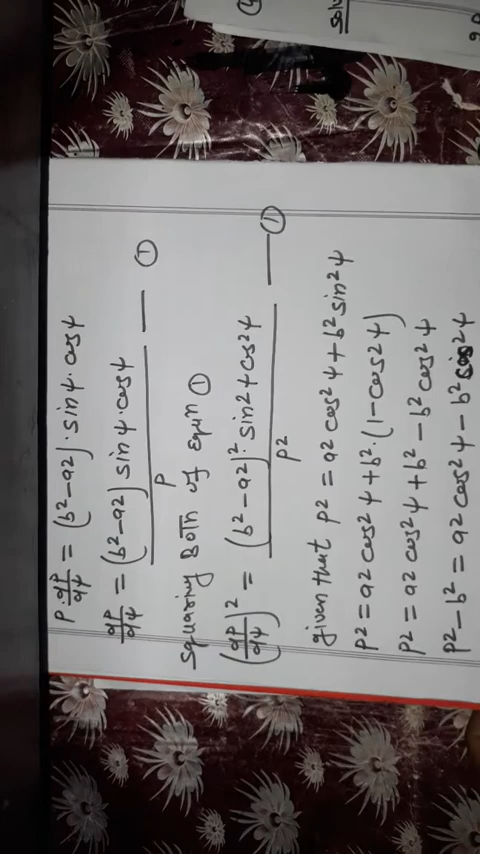 P.dp/dψ = (b²-a2).sinψ.cosψ
dp/dψ = (b²-a2) sinψ.cosψ / P — ①
squaring Both of equn ①
(dp/dψ)² = (b²-a2)².sin2ψ cos2ψ / P2 — ①
given that P2 = a2 cos²ψ + b² sin²ψ
P2 = a2 cos²ψ + b².(1-cos2ψ)
P2 = a2 cos²ψ + b² - b² cos²ψ
P2 - b² = a2 cos²ψ - b² cos2ψ